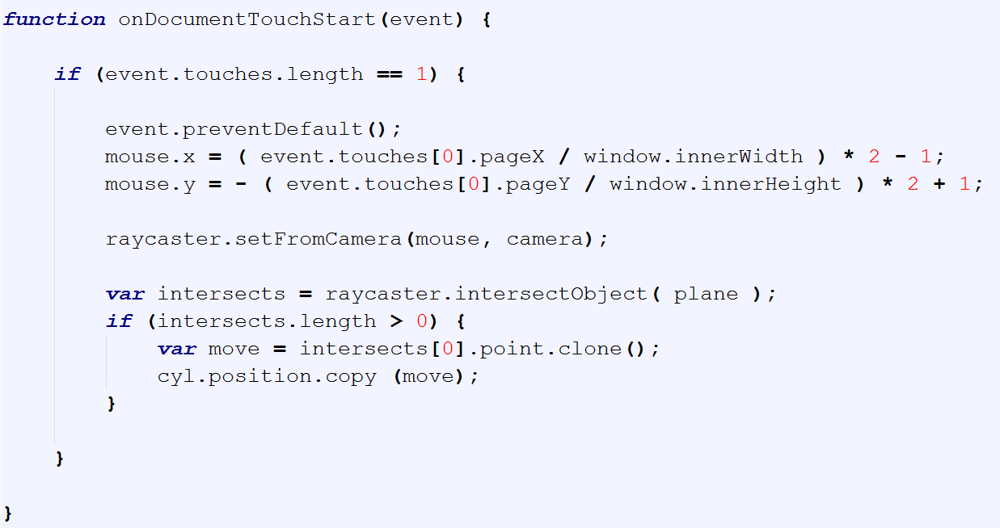 function onDocumentTouchStart(event) {
if (event.touches.length == 1) {
event.preventDefault();
mouse.x = ( event.touches[0].pageX / window.innerWidth ) * 2 - 1;
mouse.y = - ( event.touches[0].pageY / window.innerHeight ) * 2 + 1;
raycaster.setFromCamera(mouse, camera);
var intersects = raycaster.intersectObject( plane );
if (intersects.length > 0) {
var move = intersects[0].point.clone();
cyl.position.copy (move);
}
}
}